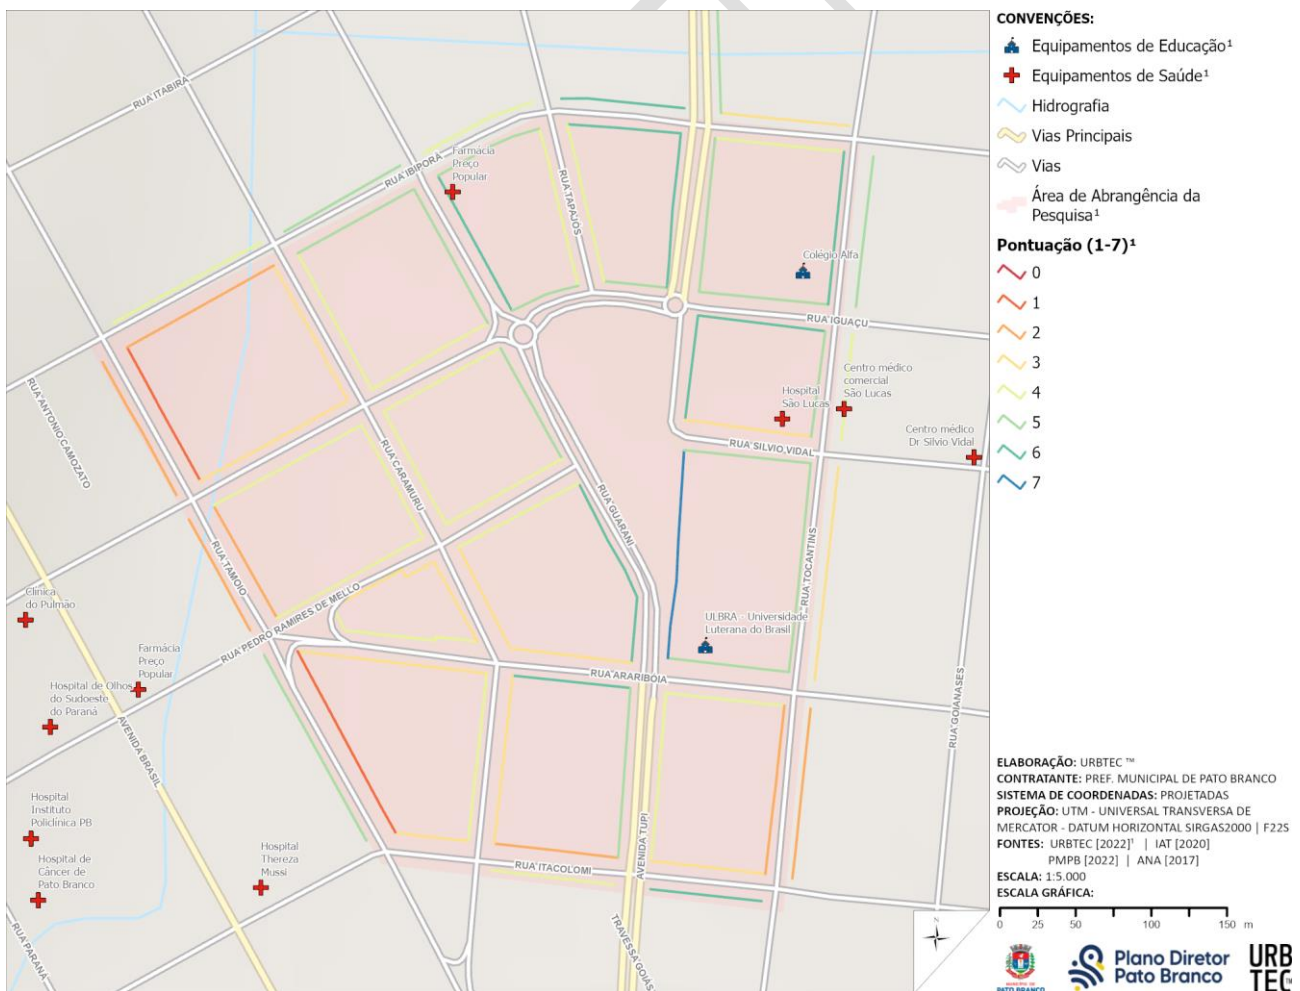 RUA ITABIRA
RUA IBIPORÃ
Farmácia
Preço
Popular
RUA TAPAJÓS
Colégio Alfa
RUA IGUAÇU
Centro médico
comercial
São Lucas
Hospital
São Lucas
Centro médico
Dr Silvio Vidal
RUA SILVIO VIDAL
RUA ANTONIO CAMOZATO
RUA CARAMURU
RUA GUARANI
RUA TOCANTINS
RUA TAMOIO
Clínica
do Pulmão
RUA PEDRO RAMIRES DE MELLO
ULBRA - Universidade
Luterana do Brasil
Farmácia
Preço
Popular
RUA ARARIBÓIA
Hospital de Olhos
do Sudoeste
do Paraná
AVENIDA BRASIL
RUA GOIANASES
Hospital
Instituto
Policlínica PB
Hospital de
Câncer de
Pato Branco
Hospital
Thereza
Mussi
AVENIDA TUPI
RUA ITACOLOMI
RUA PARANÁ
TRAVESSA GOIÁS
N
CONVENÇÕES:
Equipamentos de Educação¹
Equipamentos de Saúde¹
Hidrografia
Vias Principais
Vias
Área de Abrangência da
Pesquisa¹
Pontuação (1-7)¹
0
1
2
3
4
5
6
7
ELABORAÇÃO: URBTEC ™
CONTRATANTE: PREF. MUNICIPAL DE PATO BRANCO
SISTEMA DE COORDENADAS: PROJETADAS
PROJEÇÃO: UTM - UNIVERSAL TRANSVERSA DE
MERCATOR - DATUM HORIZONTAL SIRGAS2000 | F22S
FONTES: URBTEC [2022]¹ | IAT [2020]
PMPB [2022] | ANA [2017]
ESCALA: 1:5.000
ESCALA GRÁFICA:
0 25 50 100 150 m
MUNICÍPIO DE
PATO BRANCO
Plano Diretor
Pato Branco
URB
TEC